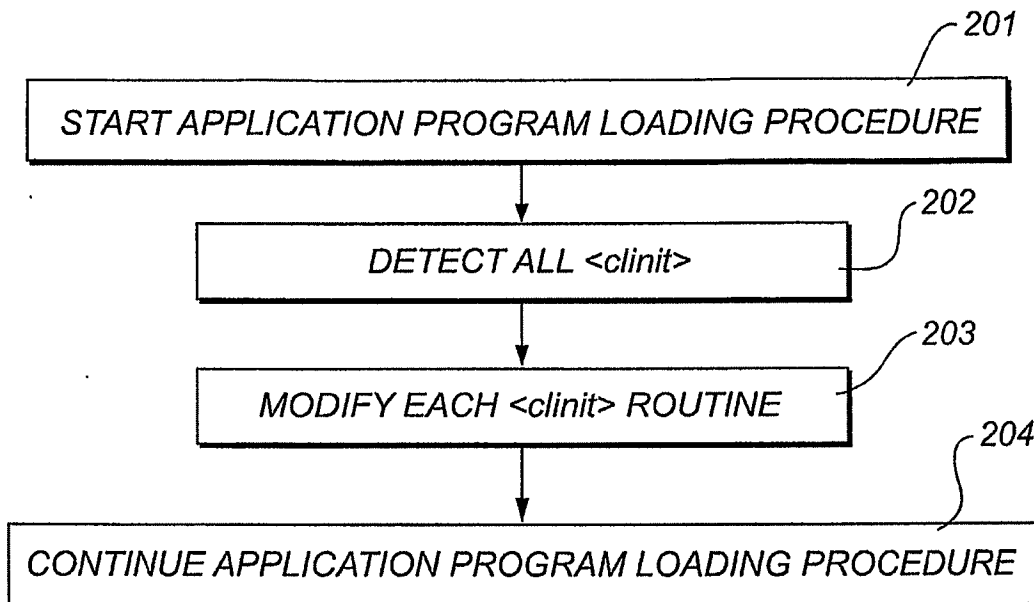 201
START APPLICATION PROGRAM LOADING PROCEDURE
202
DETECT ALL <clinit>
203
MODIFY EACH <clinit> ROUTINE
204
CONTINUE APPLICATION PROGRAM LOADING PROCEDURE